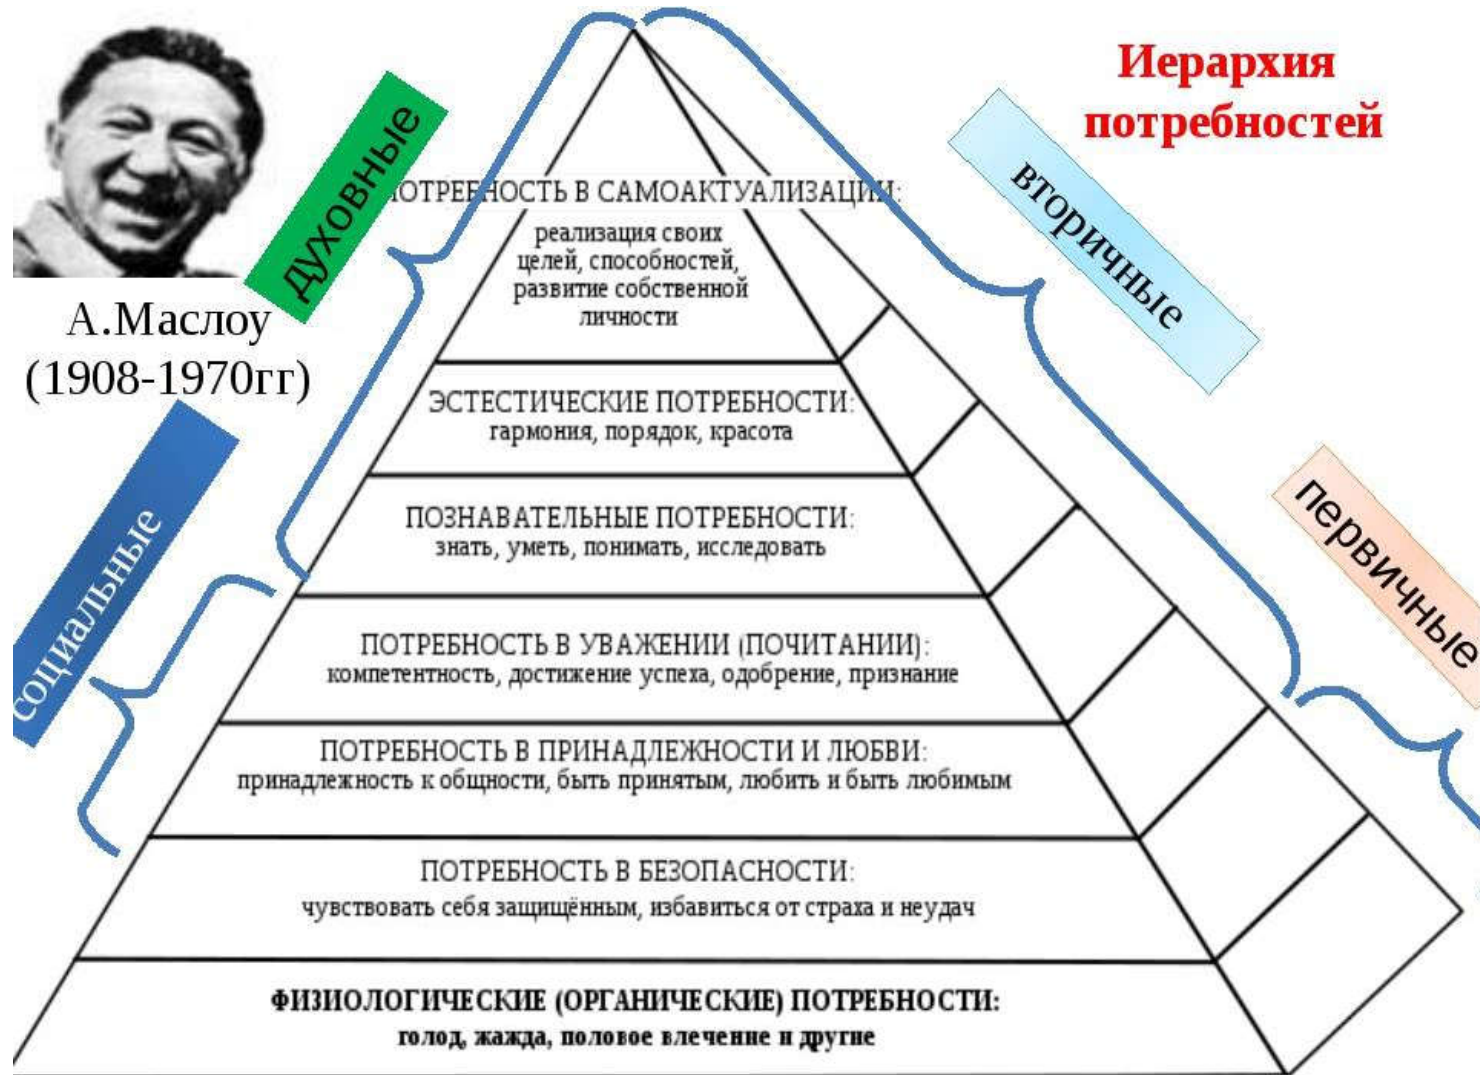 Иерархия
потребностей
А.Маслоу
(1908-1970гг)
духовные
социальные
вторичные
первичные
ПОТРЕБНОСТЬ В САМОАКТУАЛИЗАЦИИ:
реализация своих
целей, способностей,
развитие собственной
личности
ЭСТЕСТИЧЕСКИЕ ПОТРЕБНОСТИ:
гармония, порядок, красота
ПОЗНАВАТЕЛЬНЫЕ ПОТРЕБНОСТИ:
знать, уметь, понимать, исследовать
ПОТРЕБНОСТЬ В УВАЖЕНИИ (ПОЧИТАНИИ):
компетентность, достижение успеха, одобрение, признание
ПОТРЕБНОСТЬ В ПРИНАДЛЕЖНОСТИ И ЛЮБВИ:
принадлежность к общности, быть принятым, любить и быть любимым
ПОТРЕБНОСТЬ В БЕЗОПАСНОСТИ:
чувствовать себя защищённым, избавиться от страха и неудач
ФИЗИОЛОГИЧЕСКИЕ (ОРГАНИЧЕСКИЕ) ПОТРЕБНОСТИ:
голод, жажда, половое влечение и другие